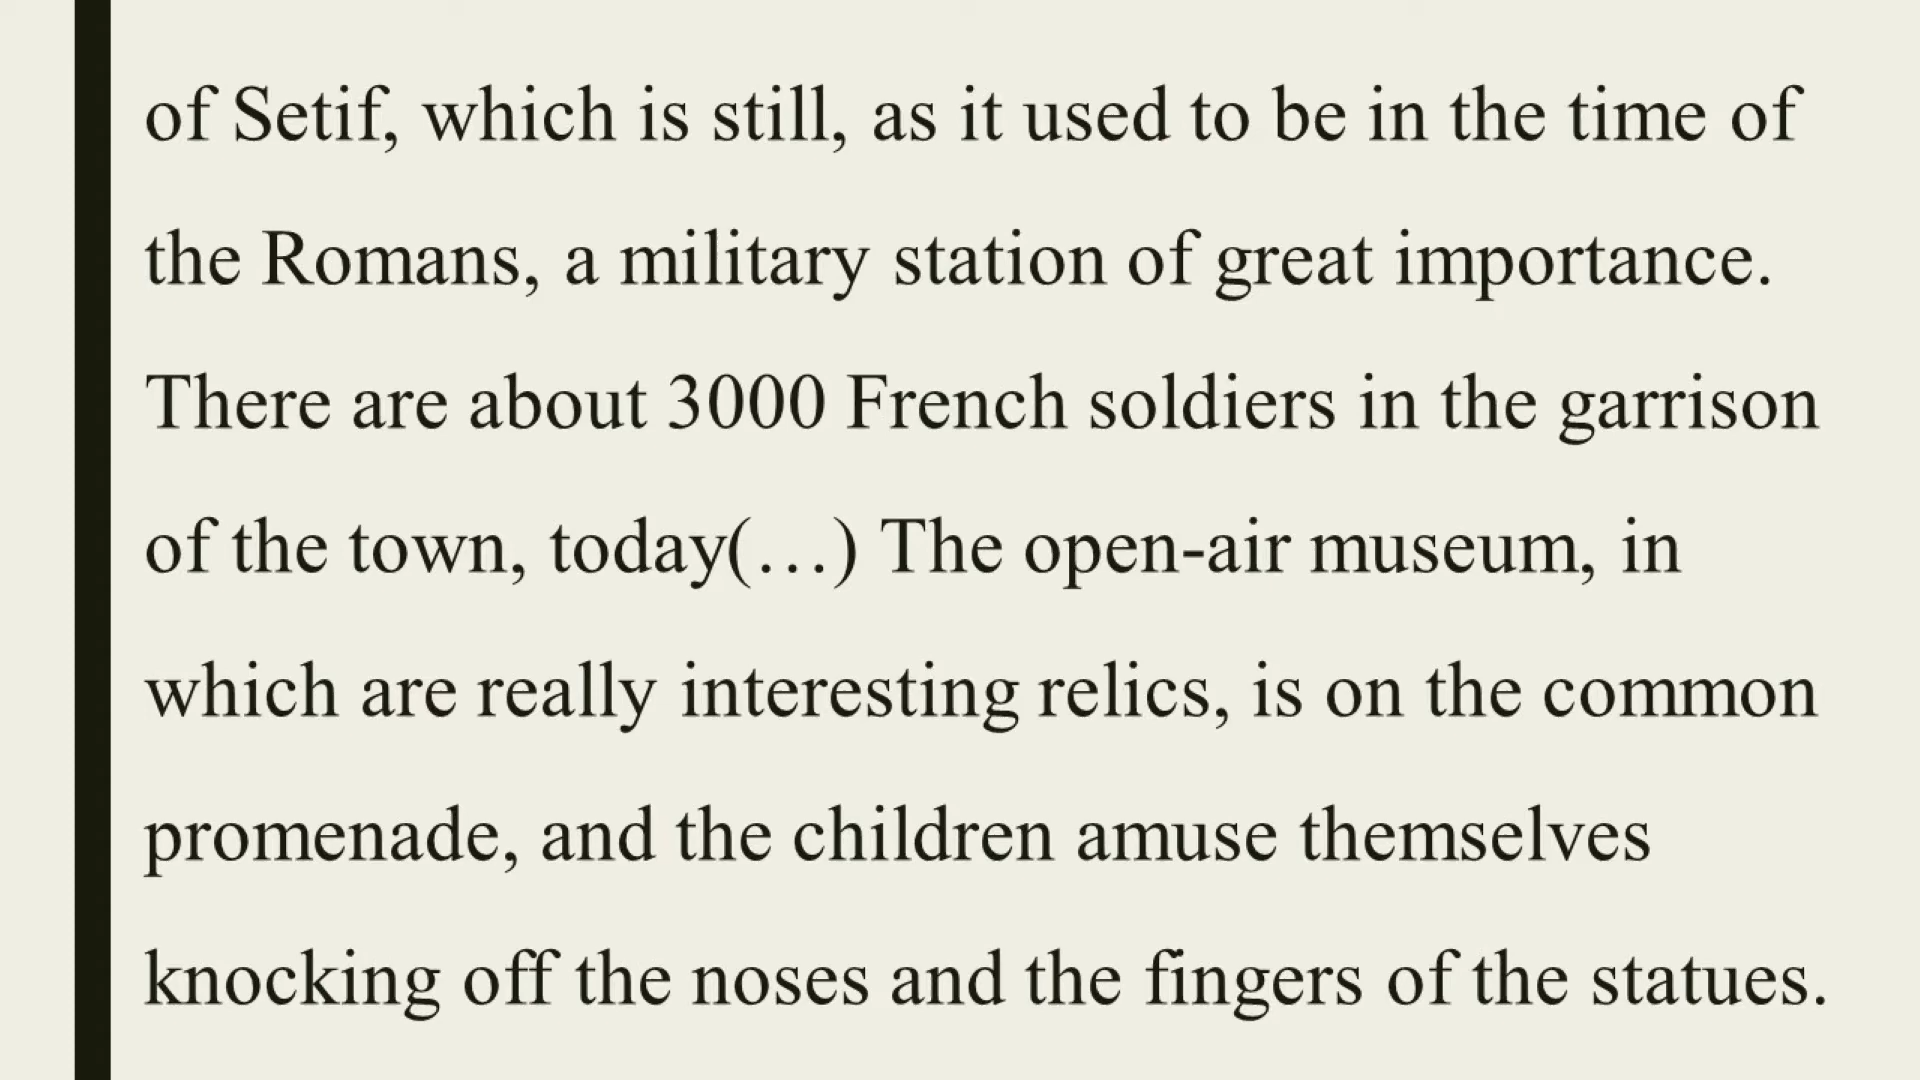 of Setif, which is still, as it used to be in the time of
the Romans, a military station of great importance.
There are about 3000 French soldiers in the garrison
of the town, today(…) The open-air museum, in
which are really interesting relics, is on the common
promenade, and the children amuse themselves
knocking off the noses and the fingers of the statues.